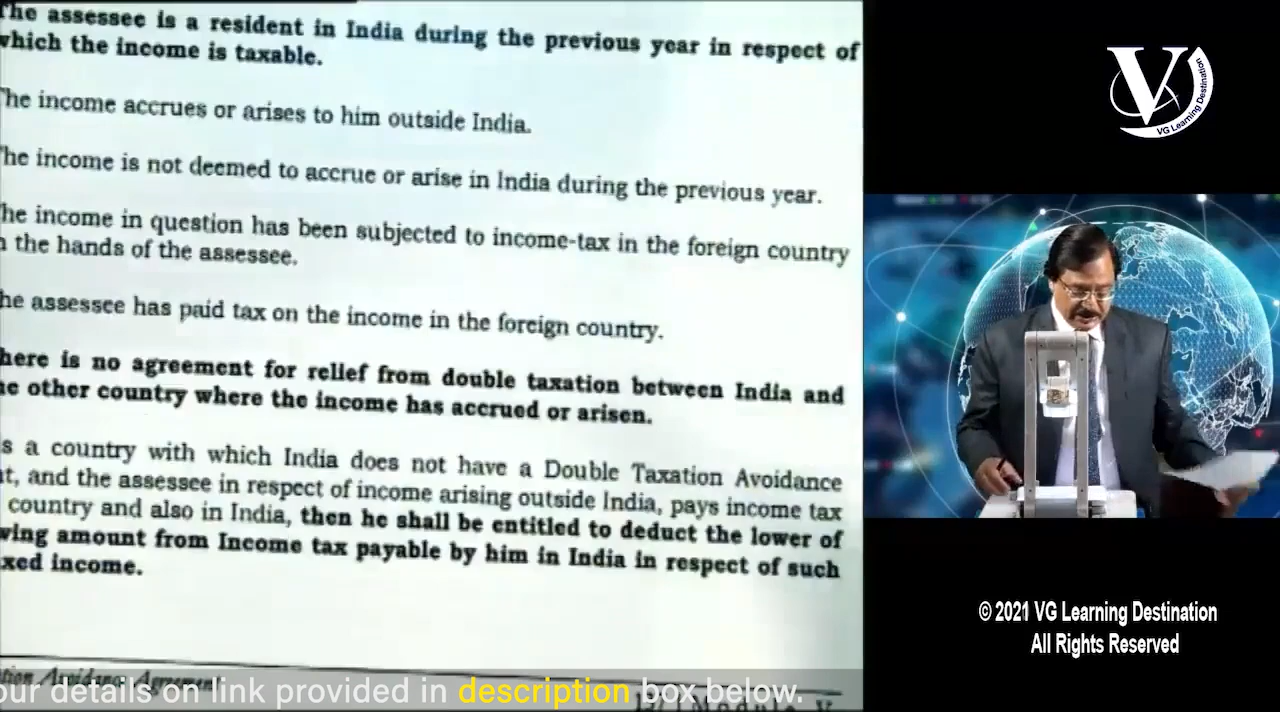 The assessee is a resident in India during the previous year in respect of
which the income is taxable.
The income accrues or arises to him outside India.
The income is not deemed to accrue or arise in India during the previous year.
he income in question has been subjected to income-tax in the foreign country
the hands of the assessee.
he assessee has paid tax on the income in the foreign country.
here is no agreement for relief from double taxation between India and
other country where the income has accrued or arisen.
s a country with which India does not have a Double Taxation Avoidance
t, and the assessee in respect of income arising outside India, pays income tax
country and also in India, then he shall be entitled to deduct the lower of
wing amount from Income tax payable by him in India in respect of such
xed income.
tion Avoidance Agreement
our details on link provided in description box below.
V
VG Learning Destination
© 2021 VG Learning Destination
All Rights Reserved